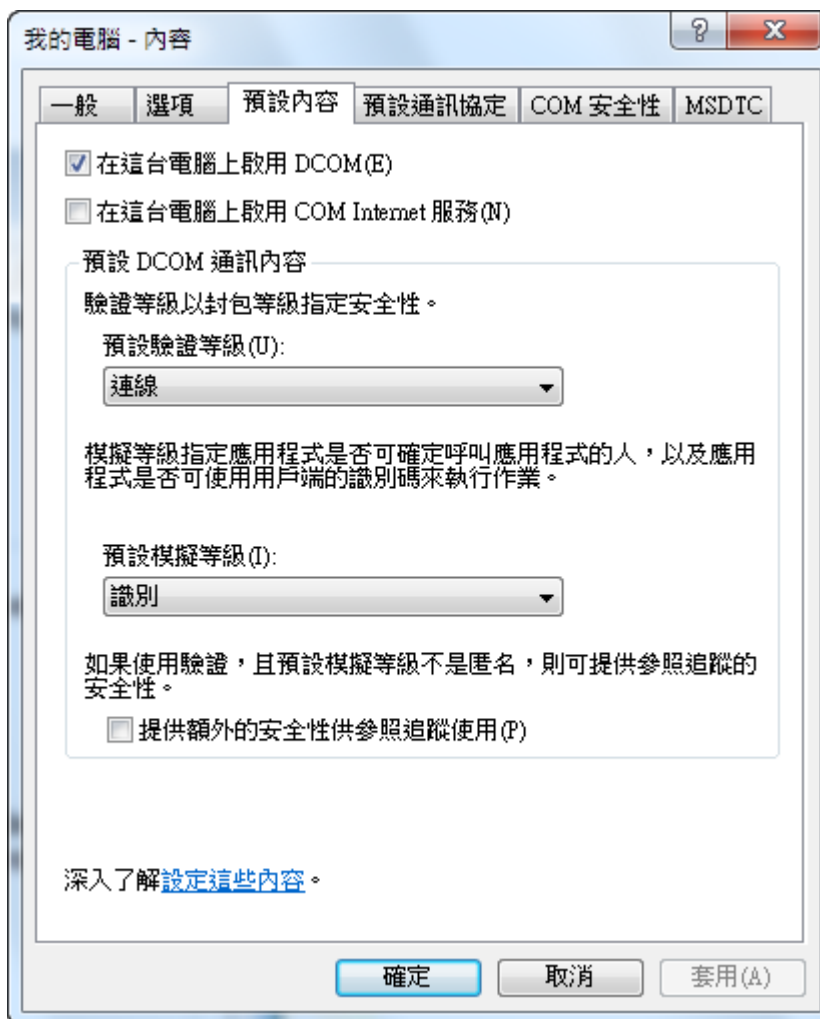 我的電腦 - 內容
一般
選項
預設內容
預設通訊協定
COM 安全性
MSDTC
在這台電腦上啟用 DCOM(E)
在這台電腦上啟用 COM Internet 服務(N)
預設 DCOM 通訊內容
驗證等級以封包等級指定安全性。
預設驗證等級(U):
連線
模擬等級指定應用程式是否可確定呼叫應用程式的人，以及應用
程式是否可使用用戶端的識別碼來執行作業。
預設模擬等級(I):
識別
如果使用驗證，且預設模擬等級不是匿名，則可提供參照追蹤的
安全性。
提供額外的安全性供參照追蹤使用(P)
深入了解設定這些內容。
確定
取消
套用(A)